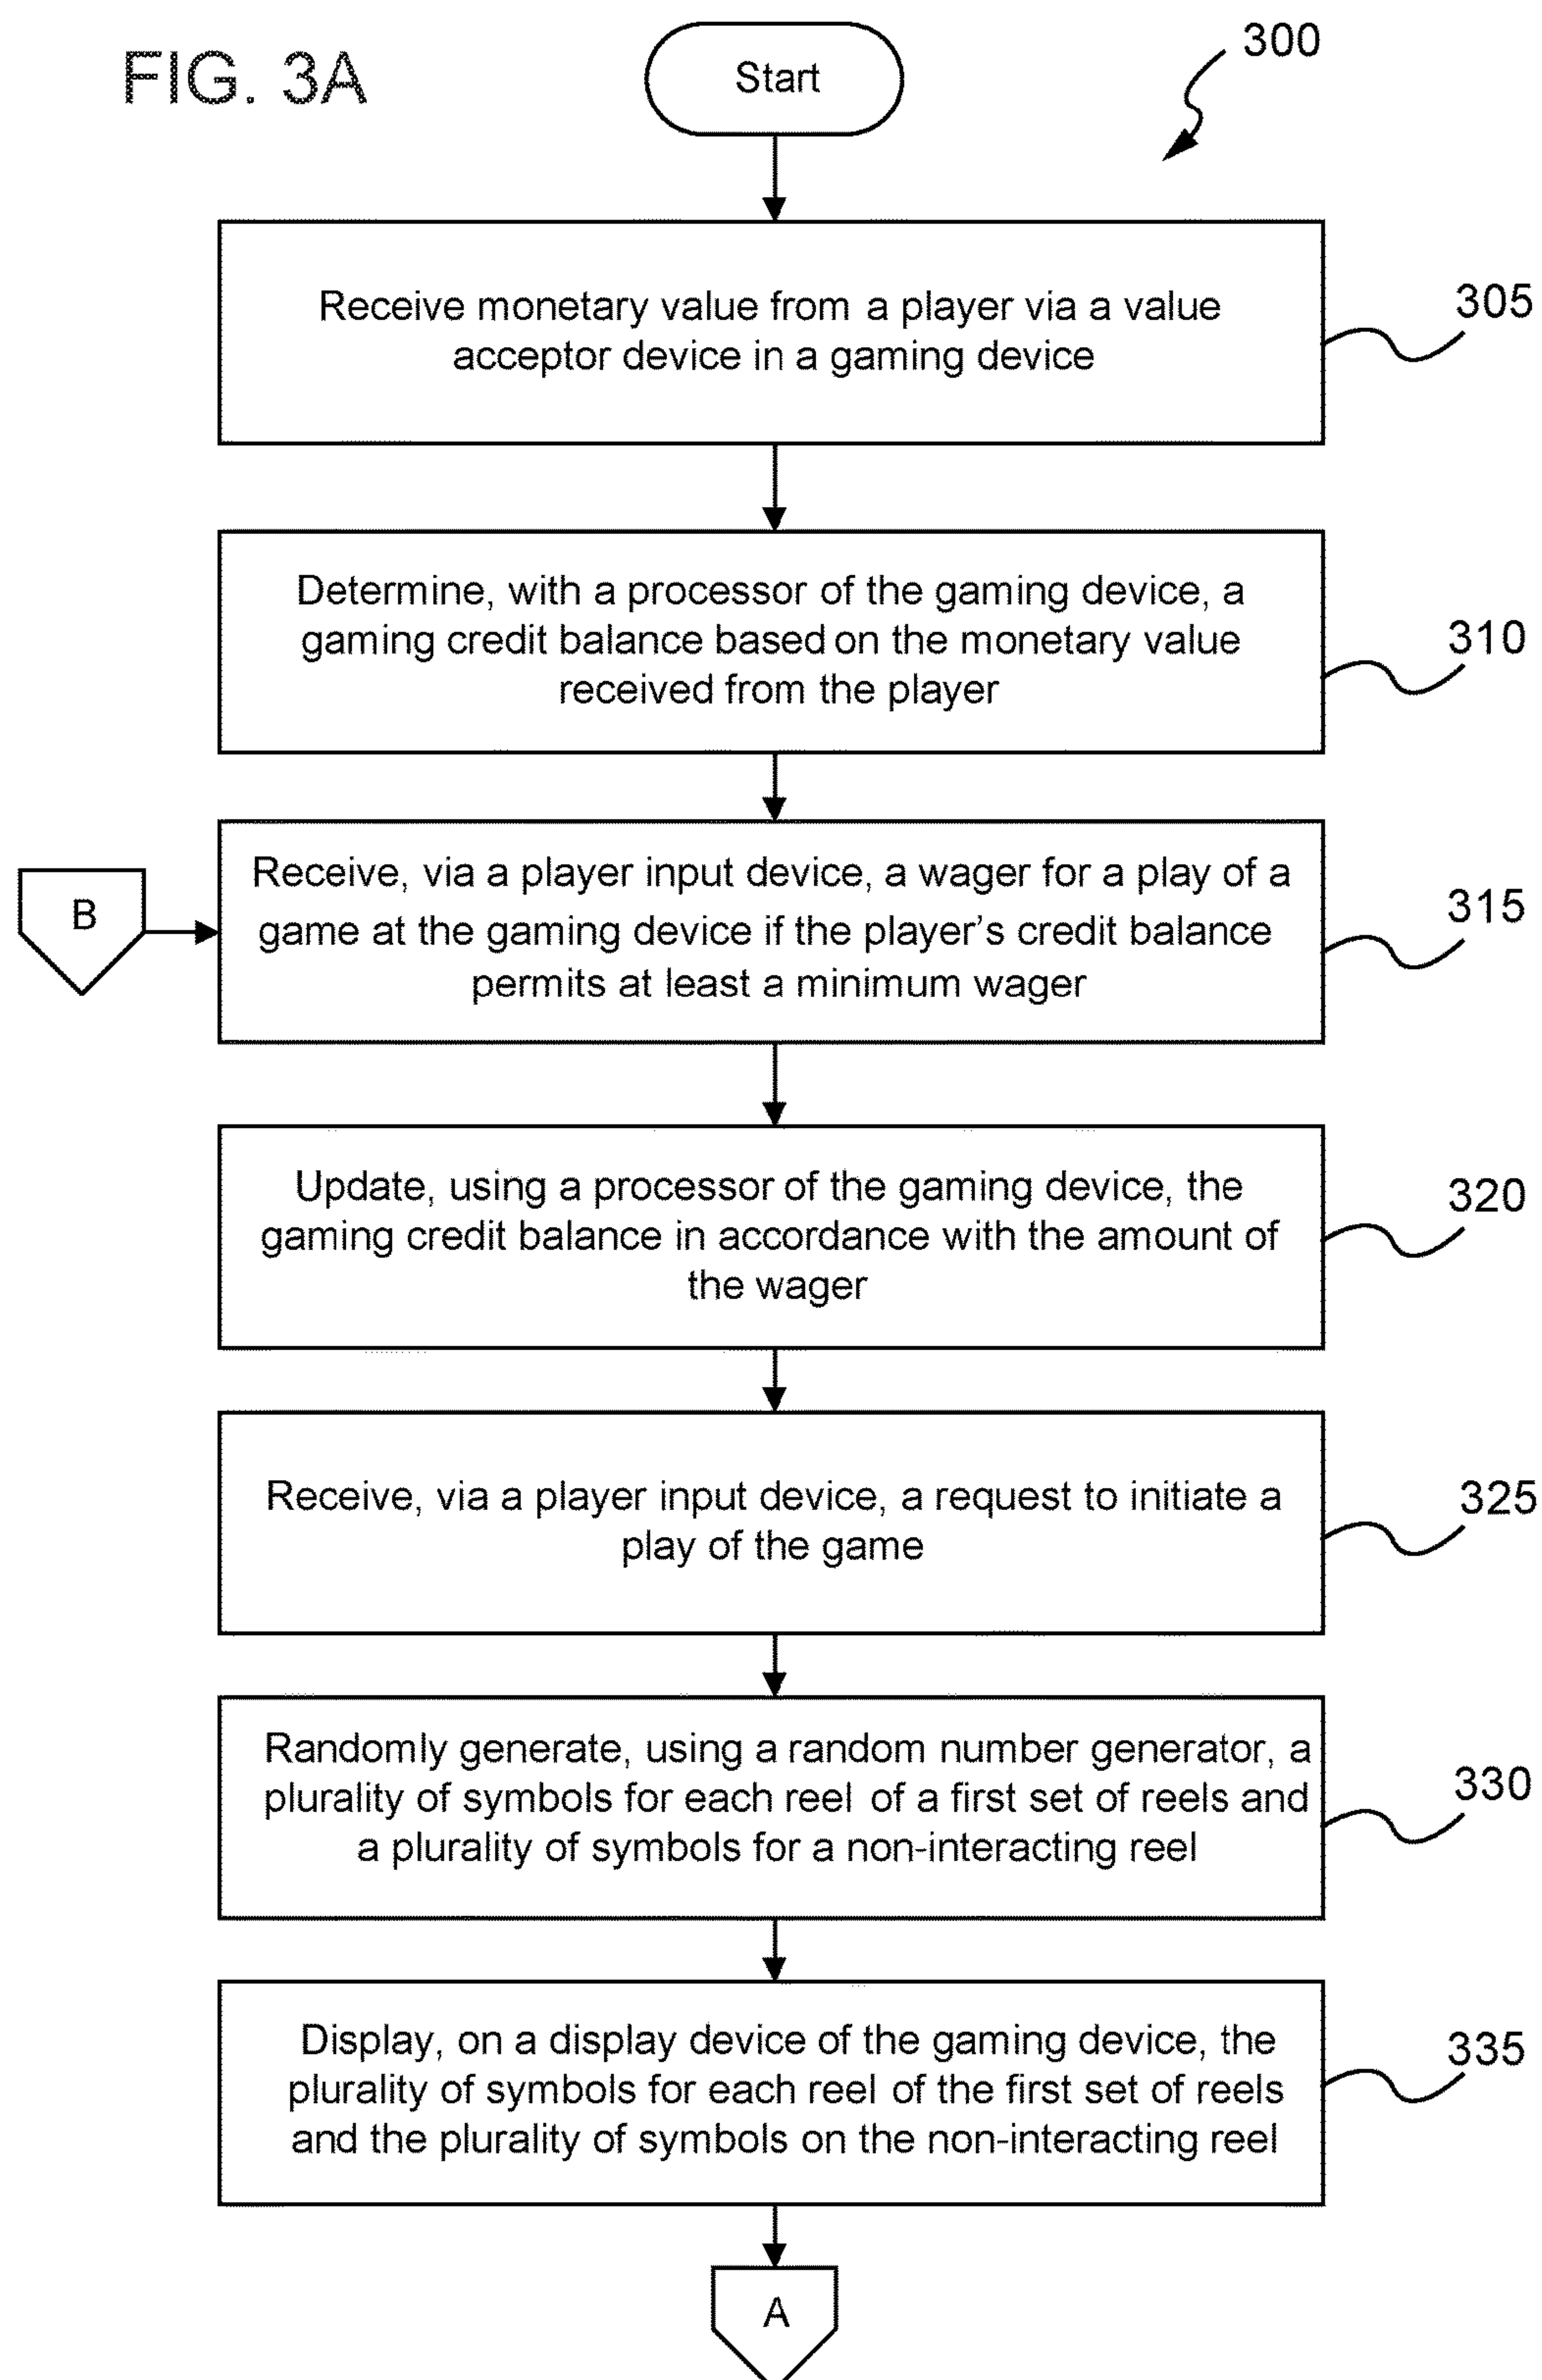 FIG. 3A
Start
300
Receive monetary value from a player via a value
acceptor device in a gaming device
305
Determine, with a processor of the gaming device, a
gaming credit balance based on the monetary value
received from the player
310
B
Receive, via a player input device, a wager for a play of a
game at the gaming device if the player's credit balance
permits at least a minimum wager
315
Update, using a processor of the gaming device, the
gaming credit balance in accordance with the amount of
the wager
320
Receive, via a player input device, a request to initiate a
play of the game
325
Randomly generate, using a random number generator, a
plurality of symbols for each reel of a first set of reels and
a plurality of symbols for a non-interacting reel
330
Display, on a display device of the gaming device, the
plurality of symbols for each reel of the first set of reels
and the plurality of symbols on the non-interacting reel
335
A